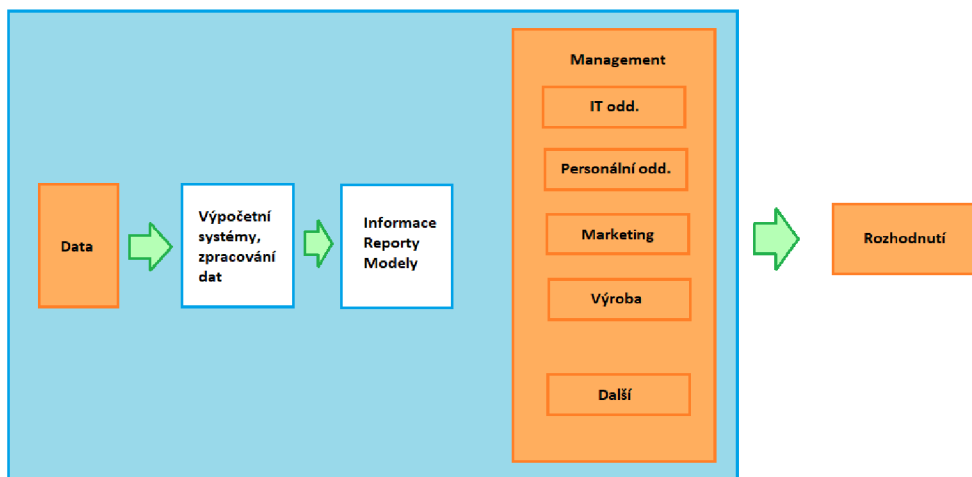 Data
Výpočetní
systémy,
zpracování
dat
Informace
Reporty
Modely
Management
IT odd.
Personální odd.
Marketing
Výroba
Další
Rozhodnutí